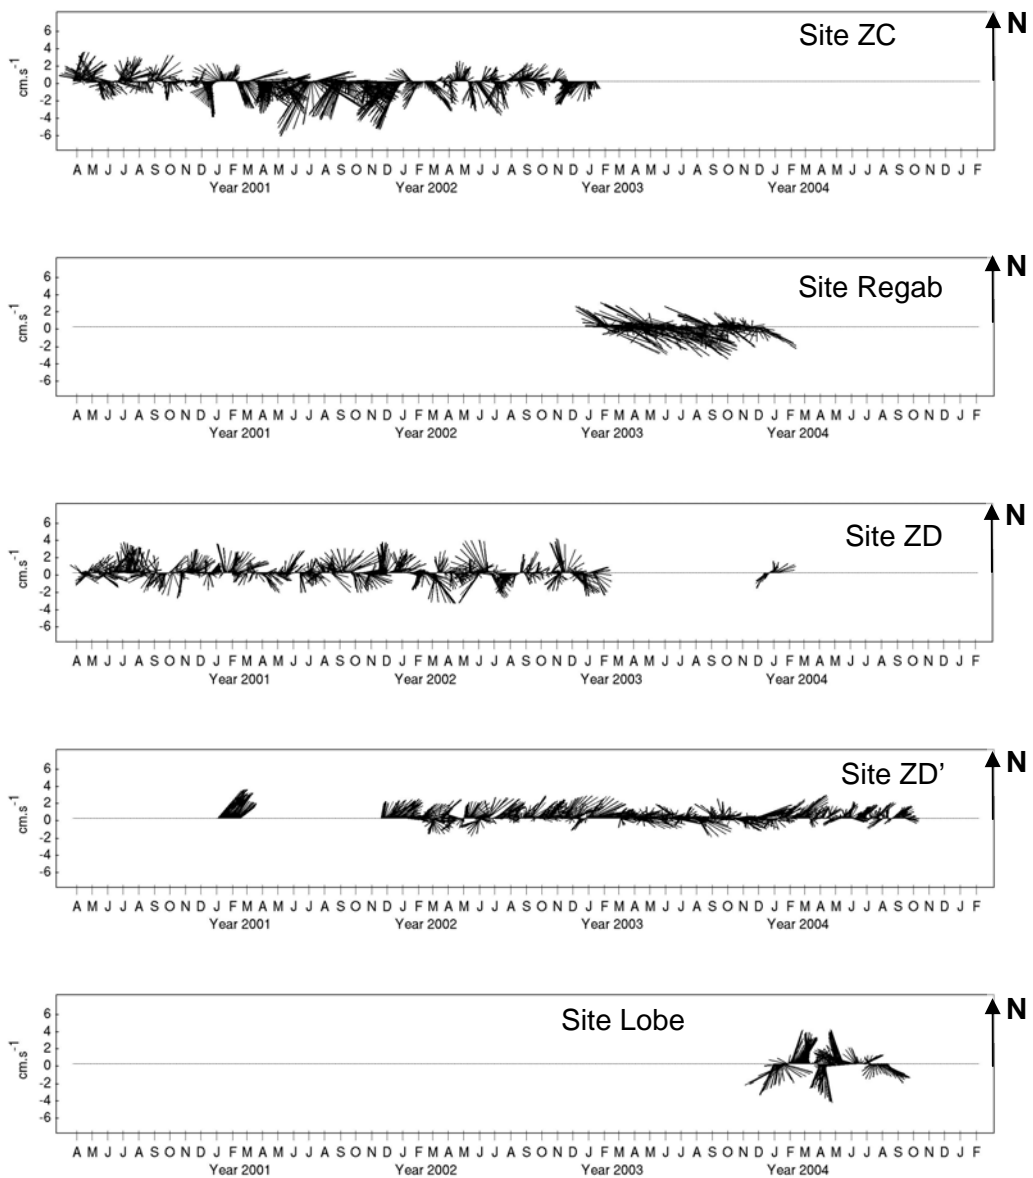 Site ZC
N
6
4
2
0
-2
-4
-6
cm.s-1
A M J J A S O N D J F M A M J J A S O N D J F M A M J J A S O N D J F M A M J J A S O N D J F M A M J J A S O N D J F
Year 2001 Year 2002 Year 2003 Year 2004
Site Regab
N
6
4
2
0
-2
-4
-6
cm.s-1
A M J J A S O N D J F M A M J J A S O N D J F M A M J J A S O N D J F M A M J J A S O N D J F M A M J J A S O N D J F
Year 2001 Year 2002 Year 2003 Year 2004
Site ZD
N
6
4
2
0
-2
-4
-6
cm.s-1
A M J J A S O N D J F M A M J J A S O N D J F M A M J J A S O N D J F M A M J J A S O N D J F M A M J J A S O N D J F
Year 2001 Year 2002 Year 2003 Year 2004
Site ZD’
N
6
4
2
0
-2
-4
-6
cm.s-1
A M J J A S O N D J F M A M J J A S O N D J F M A M J J A S O N D J F M A M J J A S O N D J F M A M J J A S O N D J F
Year 2001 Year 2002 Year 2003 Year 2004
Site Lobe
N
6
4
2
0
-2
-4
-6
cm.s-1
A M J J A S O N D J F M A M J J A S O N D J F M A M J J A S O N D J F M A M J J A S O N D J F M A M J J A S O N D J F
Year 2001 Year 2002 Year 2003 Year 2004